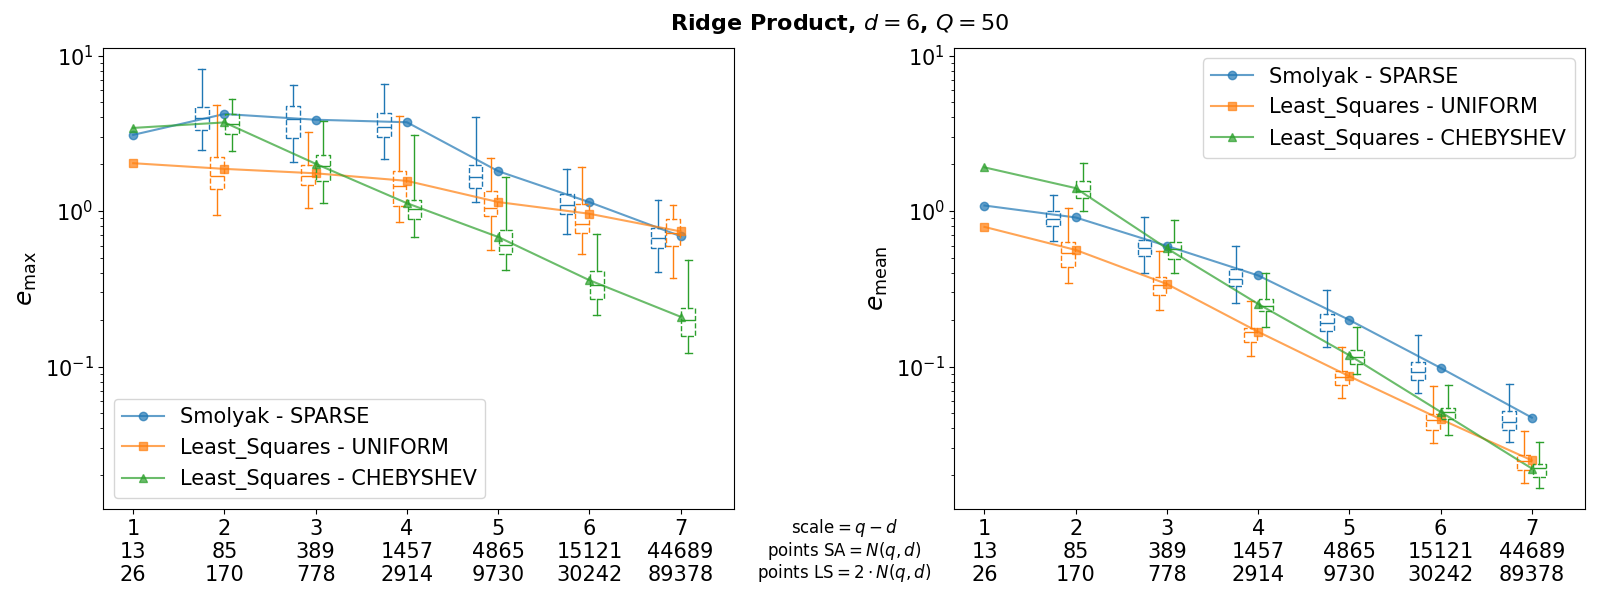 Ridge Product, d = 6, Q = 50
10^1
10^0
10^-1
e_max
Smolyak - SPARSE
Least_Squares - UNIFORM
Least_Squares - CHEBYSHEV
1 2 3 4 5 6 7
13 85 389 1457 4865 15121 44689
26 170 778 2914 9730 30242 89378
scale = q − d
points SA = N(q, d)
points LS = 2 · N(q, d)
10^1
10^0
10^-1
e_mean
Smolyak - SPARSE
Least_Squares - UNIFORM
Least_Squares - CHEBYSHEV
1 2 3 4 5 6 7
13 85 389 1457 4865 15121 44689
26 170 778 2914 9730 30242 89378